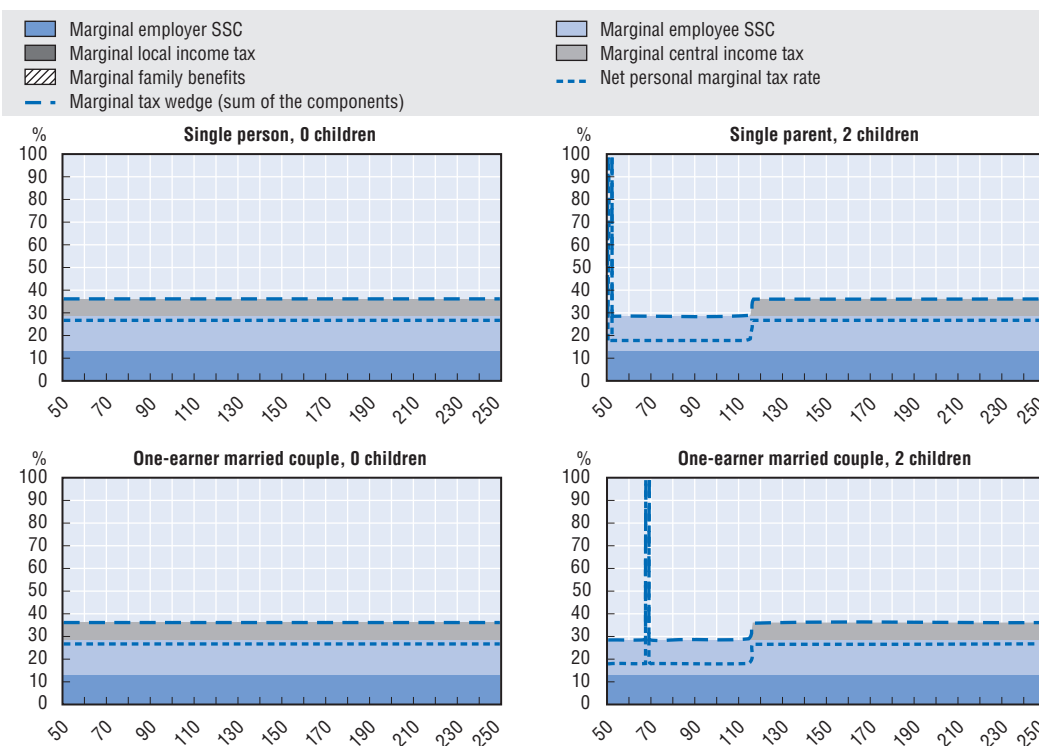 Marginal employer SSC
Marginal employee SSC
Marginal local income tax
Marginal central income tax
Marginal family benefits
Net personal marginal tax rate
Marginal tax wedge (sum of the components)
% Single person, 0 children
100
90
80
70
60
50
40
30
20
10
0
50 70 90 110 130 150 170 190 210 230 250
% Single parent, 2 children
100
90
80
70
60
50
40
30
20
10
0
50 70 90 110 130 150 170 190 210 230 250
% One-earner married couple, 0 children
100
90
80
70
60
50
40
30
20
10
0
50 70 90 110 130 150 170 190 210 230 250
% One-earner married couple, 2 children
100
90
80
70
60
50
40
30
20
10
0
50 70 90 110 130 150 170 190 210 230 250